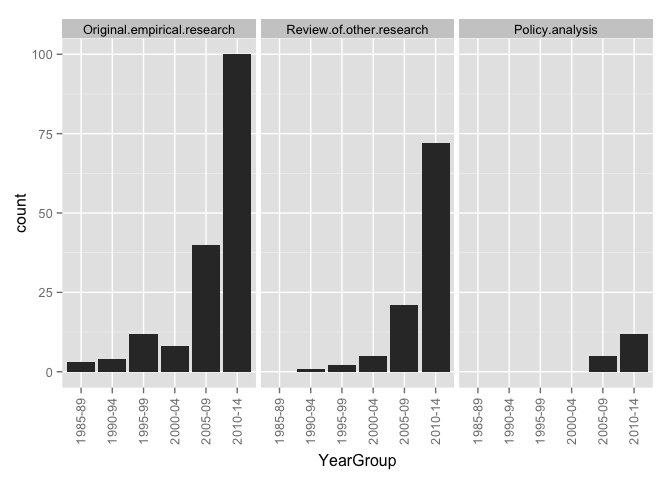 Original.empirical.research Review.of.other.research Policy.analysis
100
75
50
25
0
count
1985-89 1990-94 1995-99 2000-04 2005-09 2010-14 1985-89 1990-94 1995-99 2000-04 2005-09 2010-14 1985-89 1990-94 1995-99 2000-04 2005-09 2010-14
YearGroup